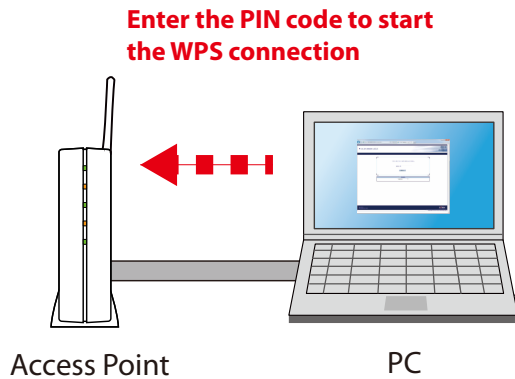 Enter the PIN code to start
the WPS connection
Access Point
PC